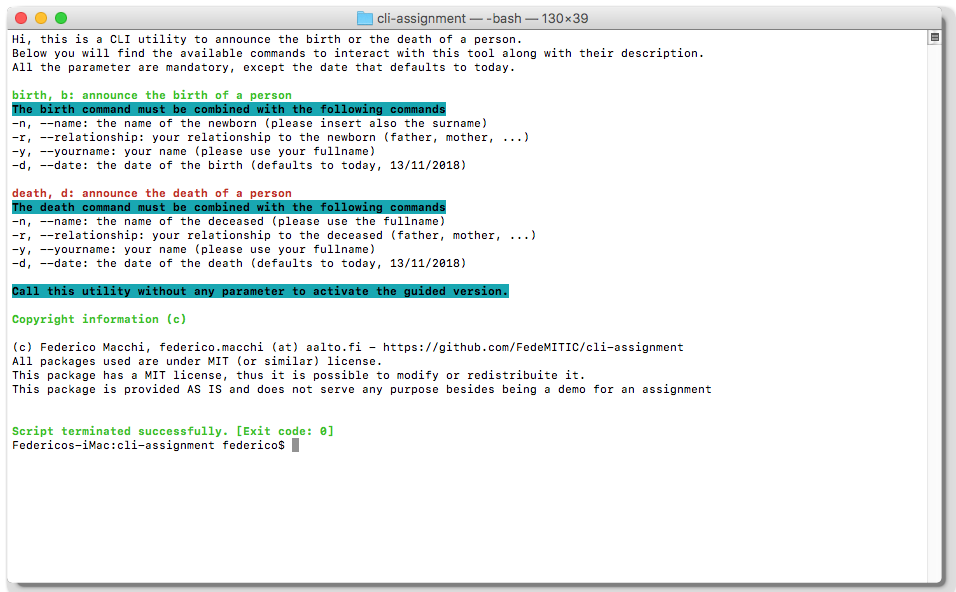 cli-assignment — -bash — 130×39
Hi, this is a CLI utility to announce the birth or the death of a person.
Below you will find the available commands to interact with this tool along with their description.
All the parameter are mandatory, except the date that defaults to today.
birth, b: announce the birth of a person
The birth command must be combined with the following commands
-n, --name: the name of the newborn (please insert also the surname)
-r, --relationship: your relationship to the newborn (father, mother, ...)
-y, --yourname: your name (please use your fullname)
-d, --date: the date of the birth (defaults to today, 13/11/2018)
death, d: announce the death of a person
The death command must be combined with the following commands
-n, --name: the name of the deceased (please use the fullname)
-r, --relationship: your relationship to the deceased (father, mother, ...)
-y, --yourname: your name (please use your fullname)
-d, --date: the date of the death (defaults to today, 13/11/2018)
Call this utility without any parameter to activate the guided version.
Copyright information (c)
(c) Federico Macchi, federico.macchi (at) aalto.fi - https://github.com/FedeMITIC/cli-assignment
All packages used are under MIT (or similar) license.
This package has a MIT license, thus it is possible to modify or redistribuite it.
This package is provided AS IS and does not serve any purpose besides being a demo for an assignment
Script terminated successfully. [Exit code: 0]
Federicos-iMac:cli-assignment federico$